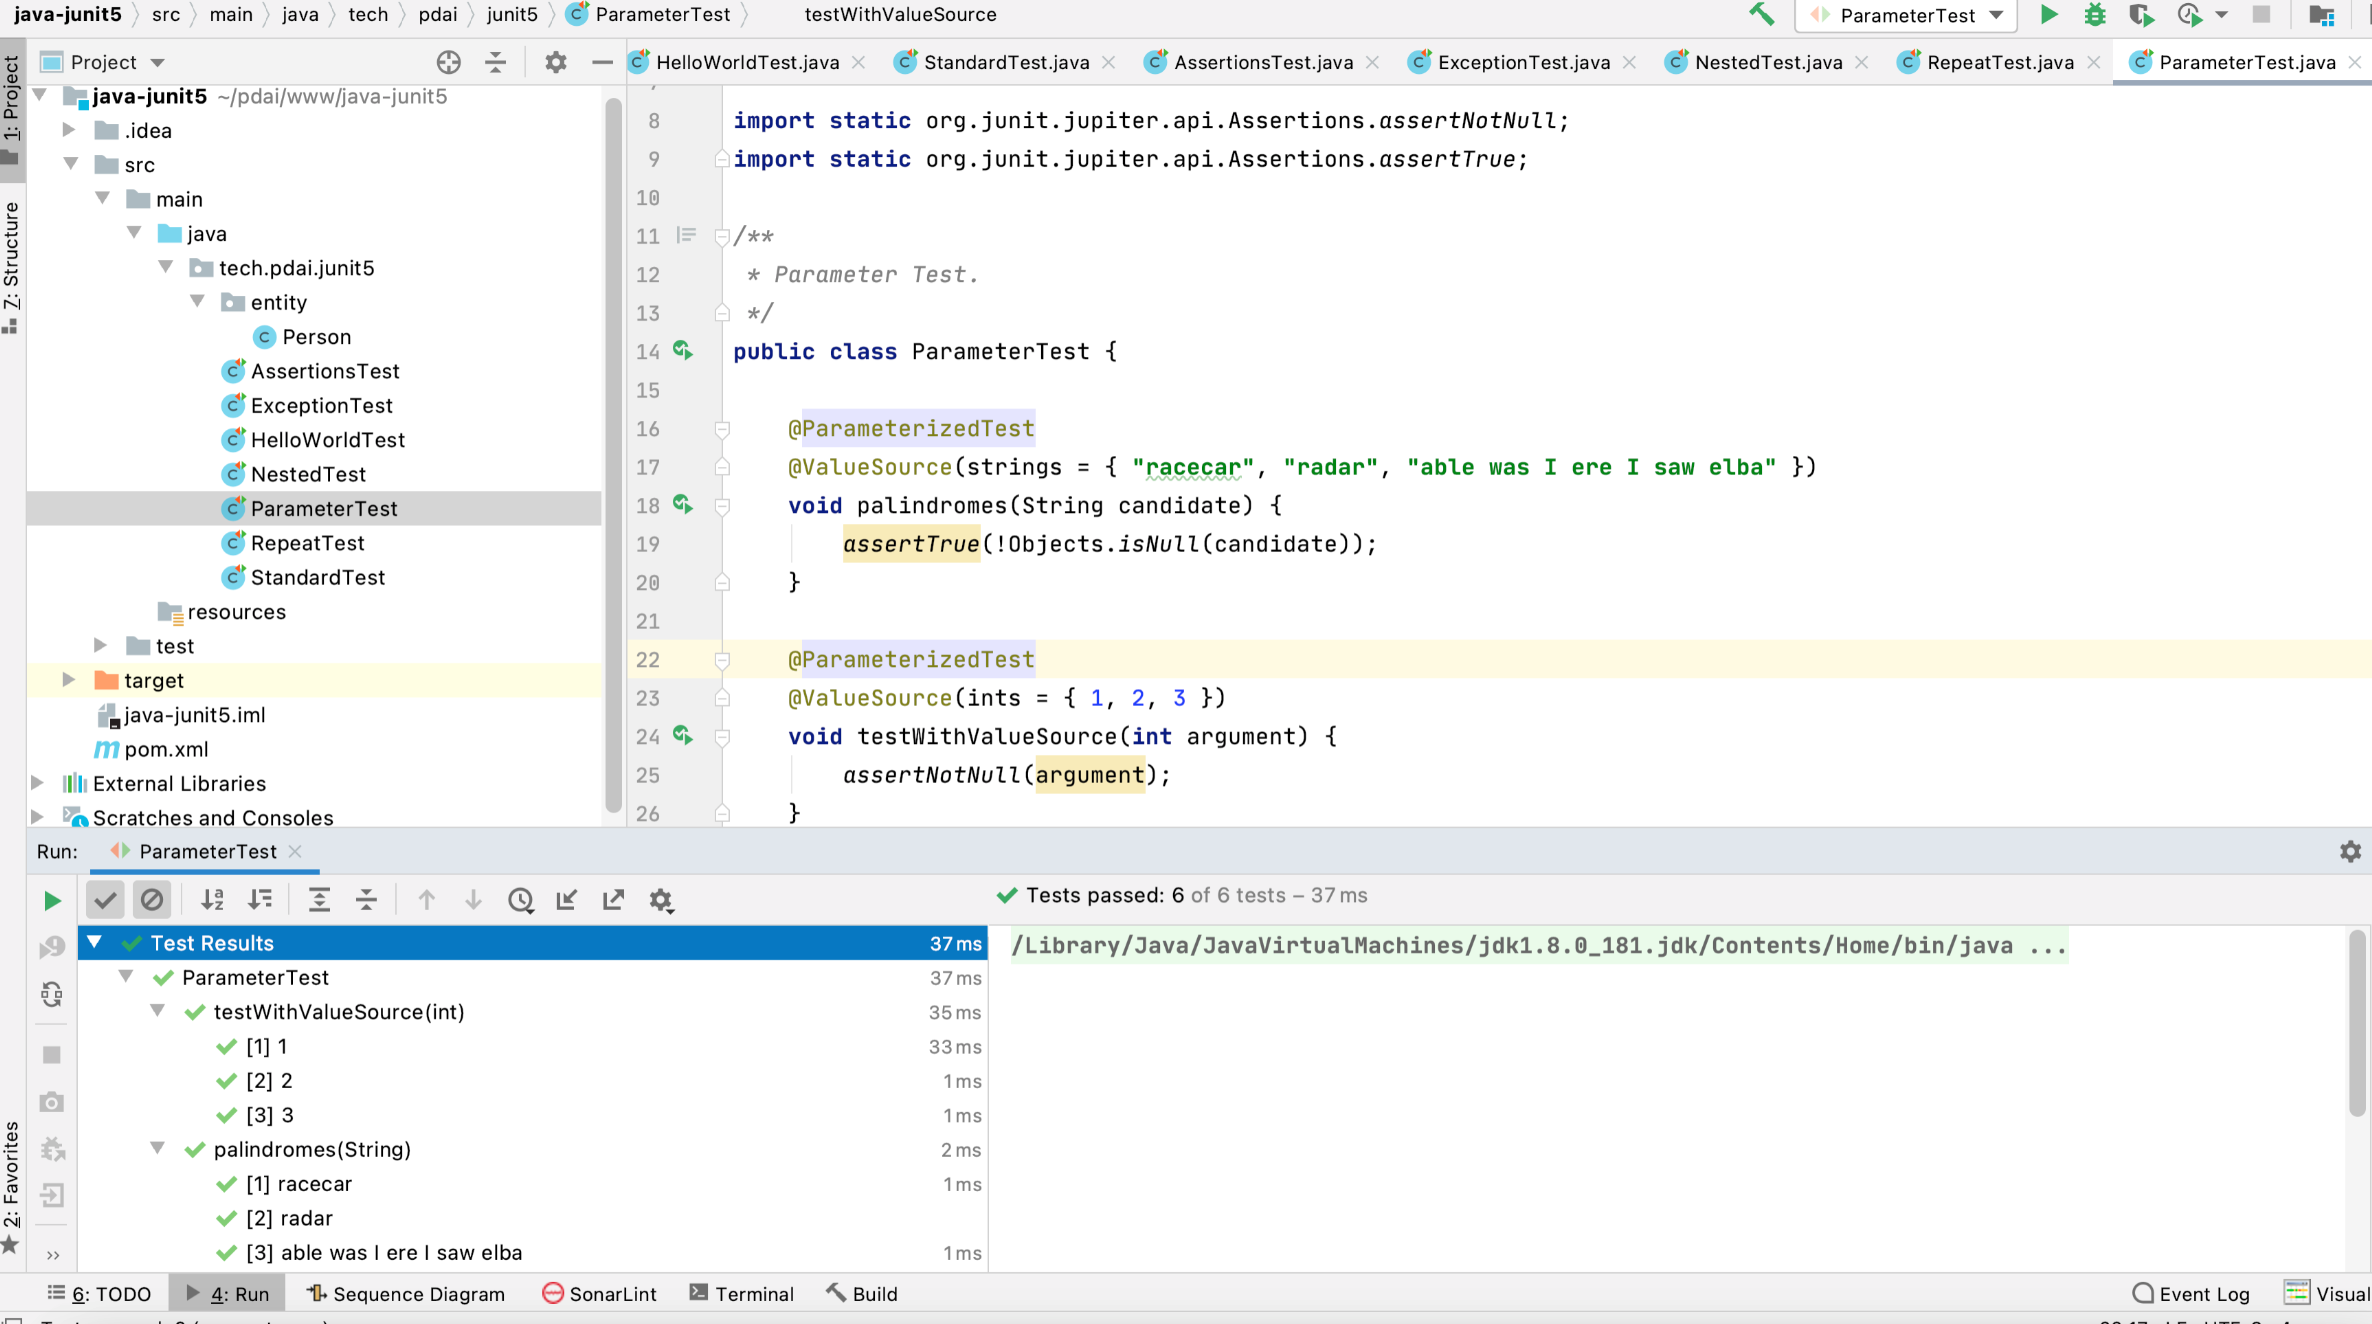 java-junit5 src main java tech pdai junit5 ParameterTest testWithValueSource
ParameterTest
Project
HelloWorldTest.java StandardTest.java AssertionsTest.java ExceptionTest.java NestedTest.java RepeatTest.java ParameterTest.java
1: Project
7: Structure
2: Favorites
java-junit5 ~/pdai/www/java-junit5
.idea
src
main
java
tech.pdai.junit5
entity
Person
AssertionsTest
ExceptionTest
HelloWorldTest
NestedTest
ParameterTest
RepeatTest
StandardTest
resources
test
target
java-junit5.iml
pom.xml
External Libraries
Scratches and Consoles
8 import static org.junit.jupiter.api.Assertions.assertNotNull;
9 import static org.junit.jupiter.api.Assertions.assertTrue;
10
11 /**
12 * Parameter Test.
13 */
14 public class ParameterTest {
15
16 @ParameterizedTest
17 @ValueSource(strings = { "racecar", "radar", "able was I ere I saw elba" })
18 void palindromes(String candidate) {
19 assertTrue(!Objects.isNull(candidate));
20 }
21
22 @ParameterizedTest
23 @ValueSource(ints = { 1, 2, 3 })
24 void testWithValueSource(int argument) {
25 assertNotNull(argument);
26 }
Run: ParameterTest
Tests passed: 6 of 6 tests – 37 ms
Test Results 37 ms
ParameterTest 37 ms
testWithValueSource(int) 35 ms
[1] 1 33 ms
[2] 2 1 ms
[3] 3 1 ms
palindromes(String) 2 ms
[1] racecar 1 ms
[2] radar
[3] able was I ere I saw elba 1 ms
/Library/Java/JavaVirtualMachines/jdk1.8.0_181.jdk/Contents/Home/bin/java ...
6: TODO 4: Run Sequence Diagram SonarLint Terminal Build Event Log Visual